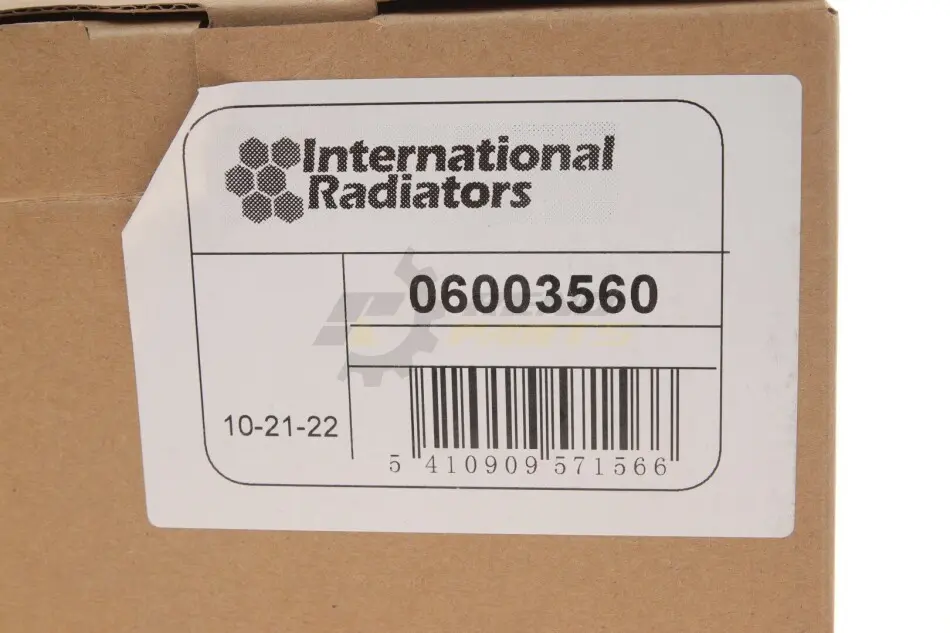 International
Radiators
06003560
10-21-22
5 410909 571566